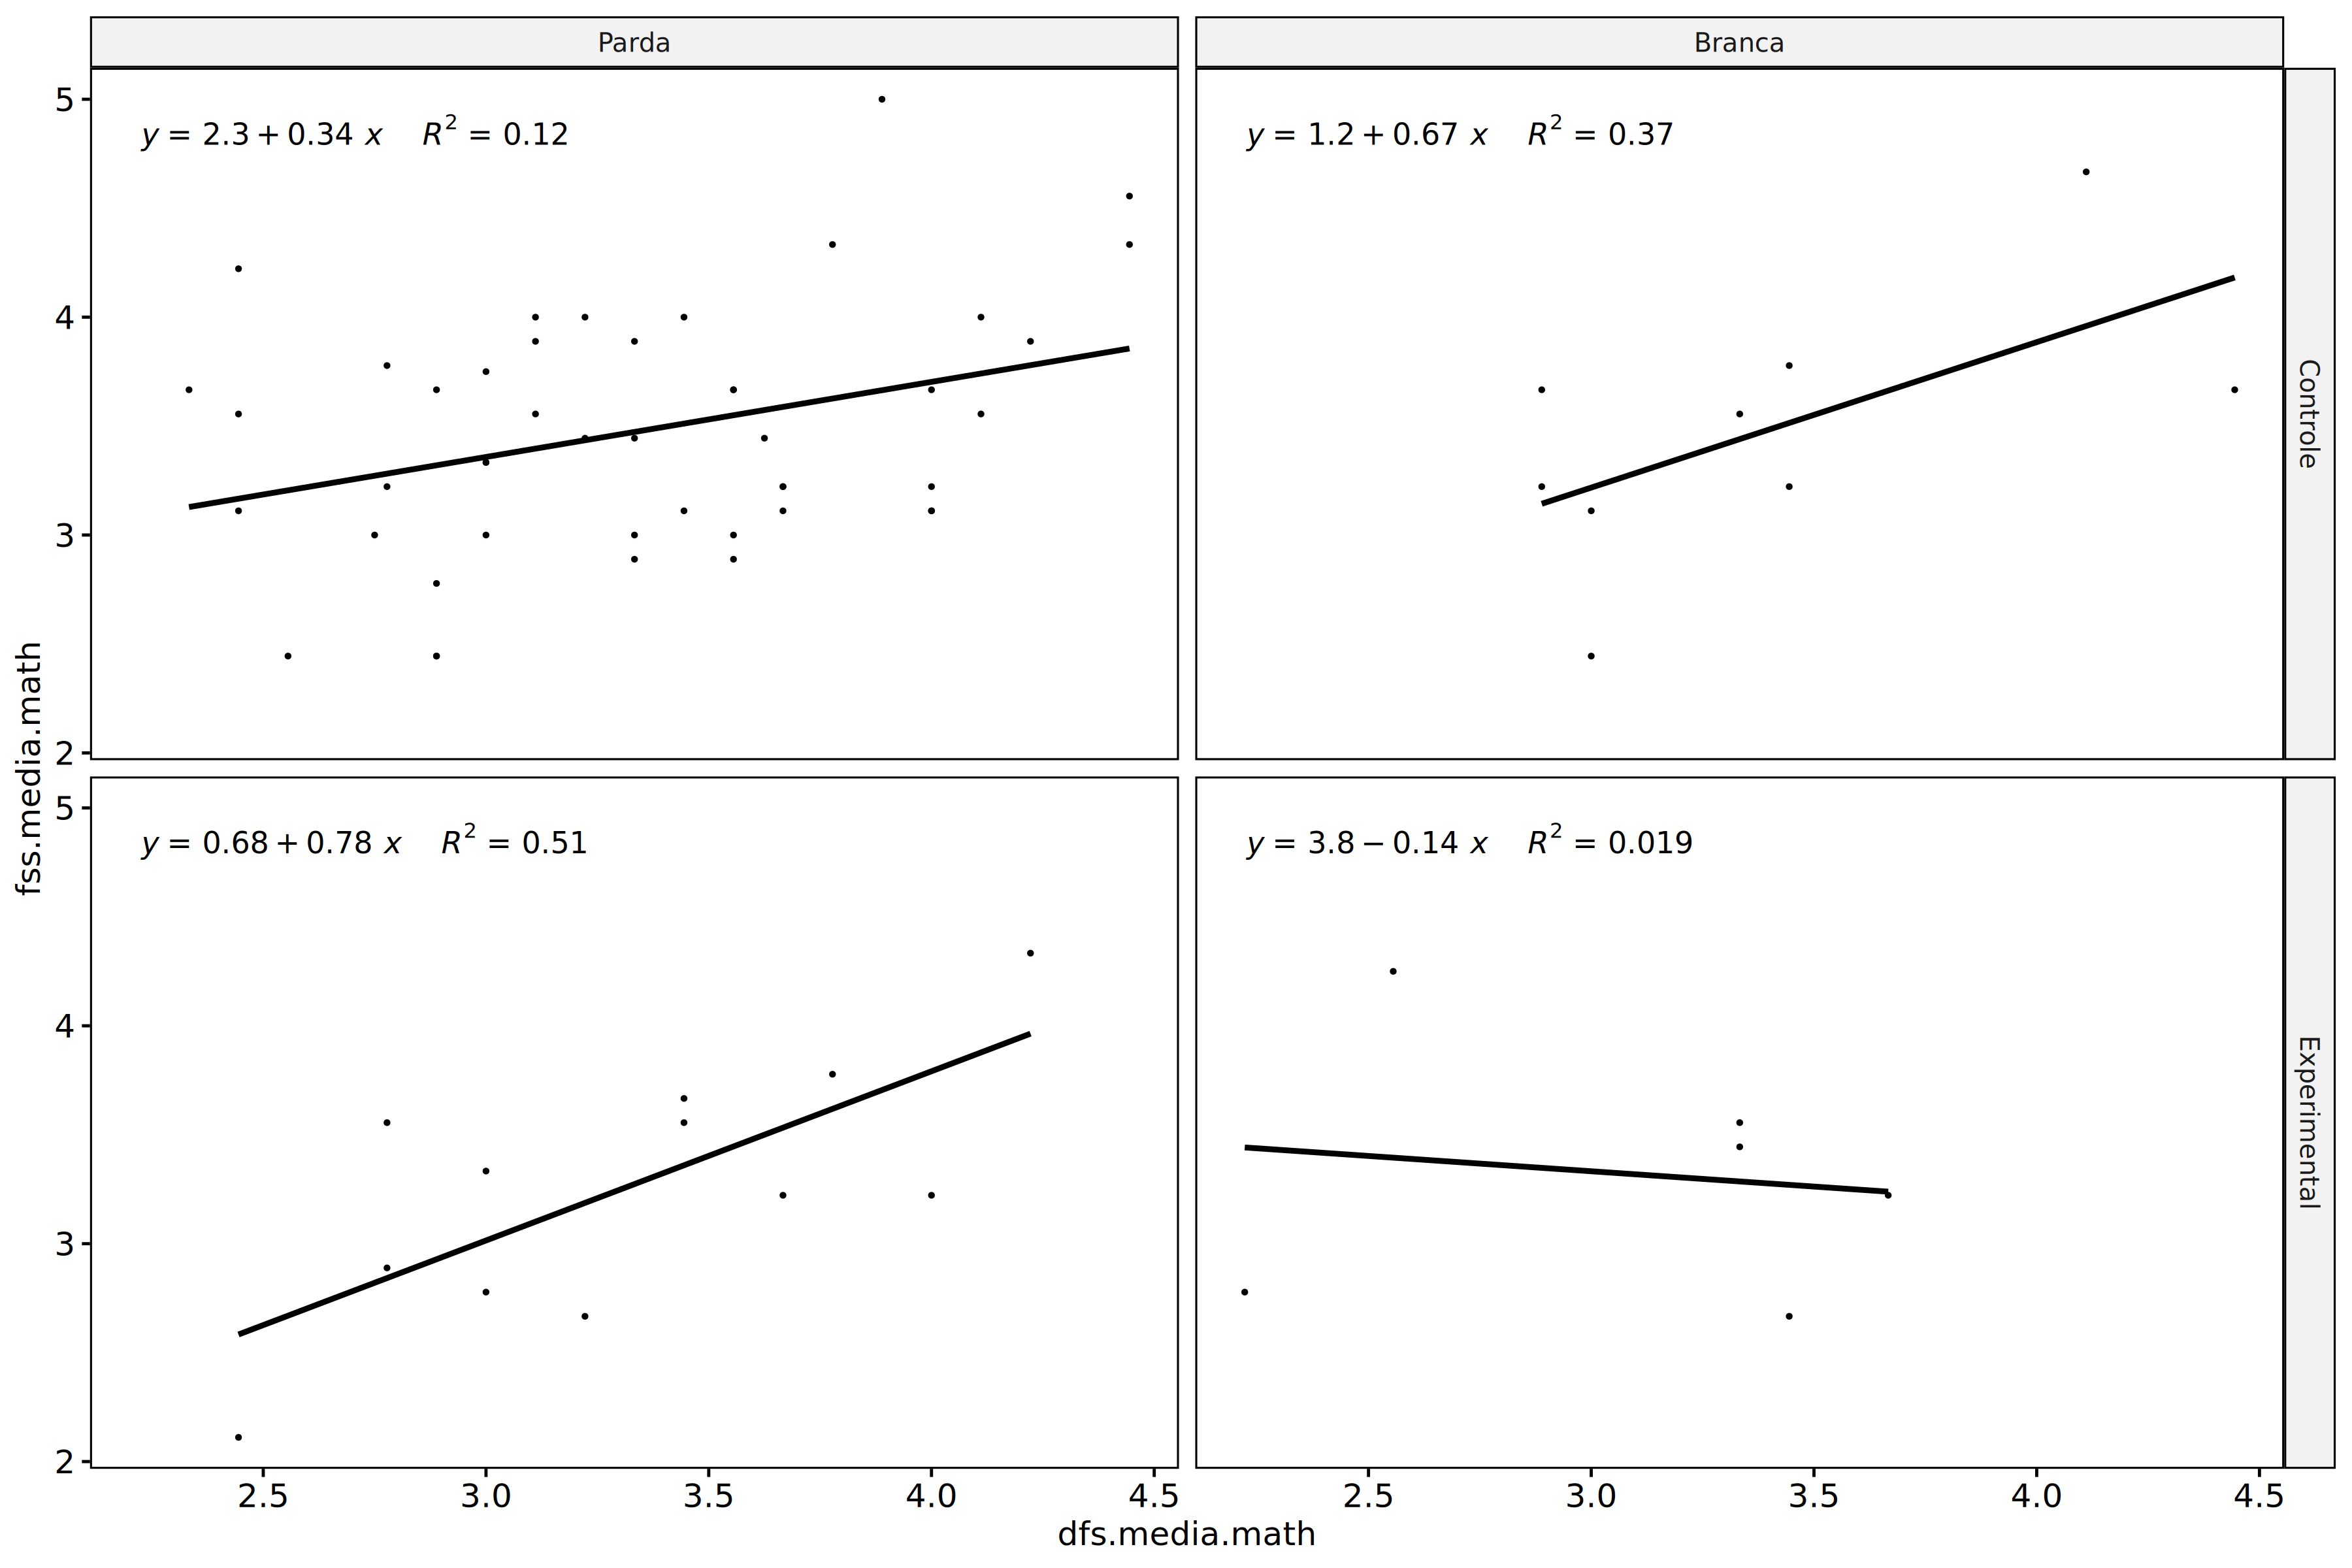 Parda
Branca
5
4
3
2
y = 2.3 + 0.34 x R² = 0.12
y = 1.2 + 0.67 x R² = 0.37
Controle
fss.media.math
5
4
3
2
y = 0.68 + 0.78 x R² = 0.51
y = 3.8 − 0.14 x R² = 0.019
Experimental
2.5 3.0 3.5 4.0 4.5
2.5 3.0 3.5 4.0 4.5
dfs.media.math